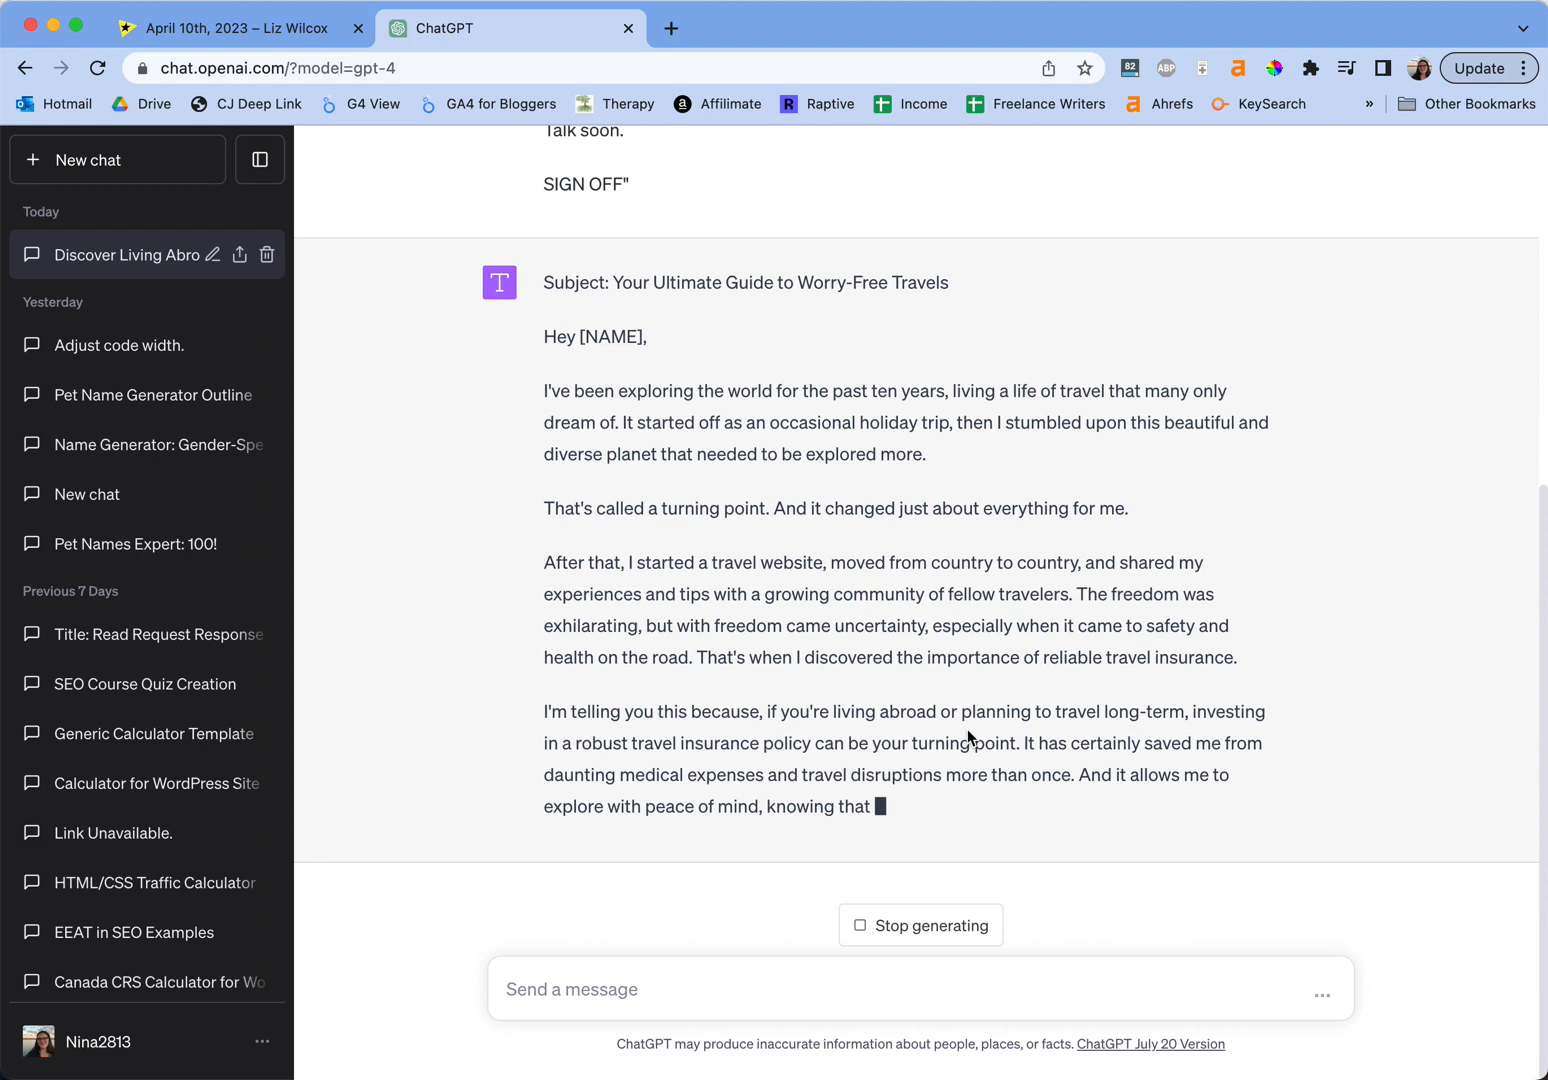 April 10th, 2023 – Liz Wilcox
ChatGPT
chat.openai.com/?model=gpt-4
82
ABP
a
Update
Hotmail
Drive
CJ Deep Link
G4 View
GA4 for Bloggers
Therapy
a
Affilimate
R
Raptive
Income
Freelance Writers
a
Ahrefs
KeySearch
»
Other Bookmarks
+ New chat
Today
Discover Living Abro
Yesterday
Adjust code width.
Pet Name Generator Outline
Name Generator: Gender-Spe
New chat
Pet Names Expert: 100!
Previous 7 Days
Title: Read Request Response
SEO Course Quiz Creation
Generic Calculator Template
Calculator for WordPress Site
Link Unavailable.
HTML/CSS Traffic Calculator
EEAT in SEO Examples
Canada CRS Calculator for Wo
Nina2813
...
Talk soon.
SIGN OFF"
T
Subject: Your Ultimate Guide to Worry-Free Travels
Hey [NAME],
I've been exploring the world for the past ten years, living a life of travel that many only
dream of. It started off as an occasional holiday trip, then I stumbled upon this beautiful and
diverse planet that needed to be explored more.
That's called a turning point. And it changed just about everything for me.
After that, I started a travel website, moved from country to country, and shared my
experiences and tips with a growing community of fellow travelers. The freedom was
exhilarating, but with freedom came uncertainty, especially when it came to safety and
health on the road. That's when I discovered the importance of reliable travel insurance.
I'm telling you this because, if you're living abroad or planning to travel long-term, investing
in a robust travel insurance policy can be your turning point. It has certainly saved me from
daunting medical expenses and travel disruptions more than once. And it allows me to
explore with peace of mind, knowing that
Stop generating
Send a message
...
ChatGPT may produce inaccurate information about people, places, or facts. ChatGPT July 20 Version